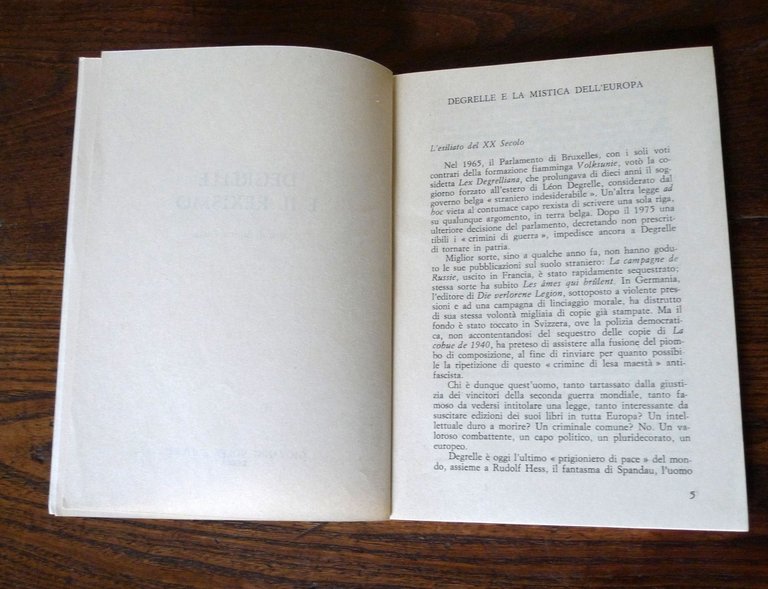 DEGRELLE E LA MISTICA DELL'EUROPA
L'esiliato del XX Secolo
Nel 1965, il Parlamento di Bruxelles, con i soli voti
contrari della formazione fiamminga Volksunie, votò la co-
sidetta Lex Degrelliana, che prolungava di dieci anni il sog-
giorno forzato all'estero di Léon Degrelle, considerato dal
governo belga « straniero indesiderabile ». Un'altra legge ad
hoc vieta al contumace capo rexista di scrivere una sola riga,
su qualunque argomento, in terra belga. Dopo il 1975 una
ulteriore decisione del parlamento, decretando non prescrit-
tibili i « crimini di guerra », impedisce ancora a Degrelle
di tornare in patria.
Miglior sorte, sino a qualche anno fa, non hanno godu-
to le sue pubblicazioni sul suolo straniero: La campagne de
Russie, uscito in Francia, è stato rapidamente sequestrato;
stessa sorte ha subito Les âmes qui brûlent. In Germania,
l'editore di Die verlorene Legion, sottoposto a violente pres-
sioni e ad una campagna di linciaggio morale, ha distrutto
di sua stessa volontà migliaia di copie già stampate. Ma il
fondo è stato toccato in Svizzera, ove la polizia democrati-
ca, non accontentandosi del sequestro delle copie di La
cohue de 1940, ha preteso di assistere alla fusione del piom-
bo di composizione, al fine di rinviare per quanto possibi-
le la ripetizione di questo « crimine di lesa maestà » anti-
fascista.
Chi è dunque quest'uomo, tanto tartassato dalla giusti-
zia dei vincitori della seconda guerra mondiale, tanto fa-
moso da vedersi intitolare una legge, tanto interessante da
suscitare edizioni dei suoi libri in tutta Europa? Un intel-
lettuale duro a morire? Un criminale comune? No. Un va-
loroso combattente, un capo politico, un pluridecorato, un
europeo.
Degrelle è oggi l'ultimo « prigioniero di pace » del mon-
do, assieme a Rudolf Hess, il fantasma di Spandau, l'uomo
5